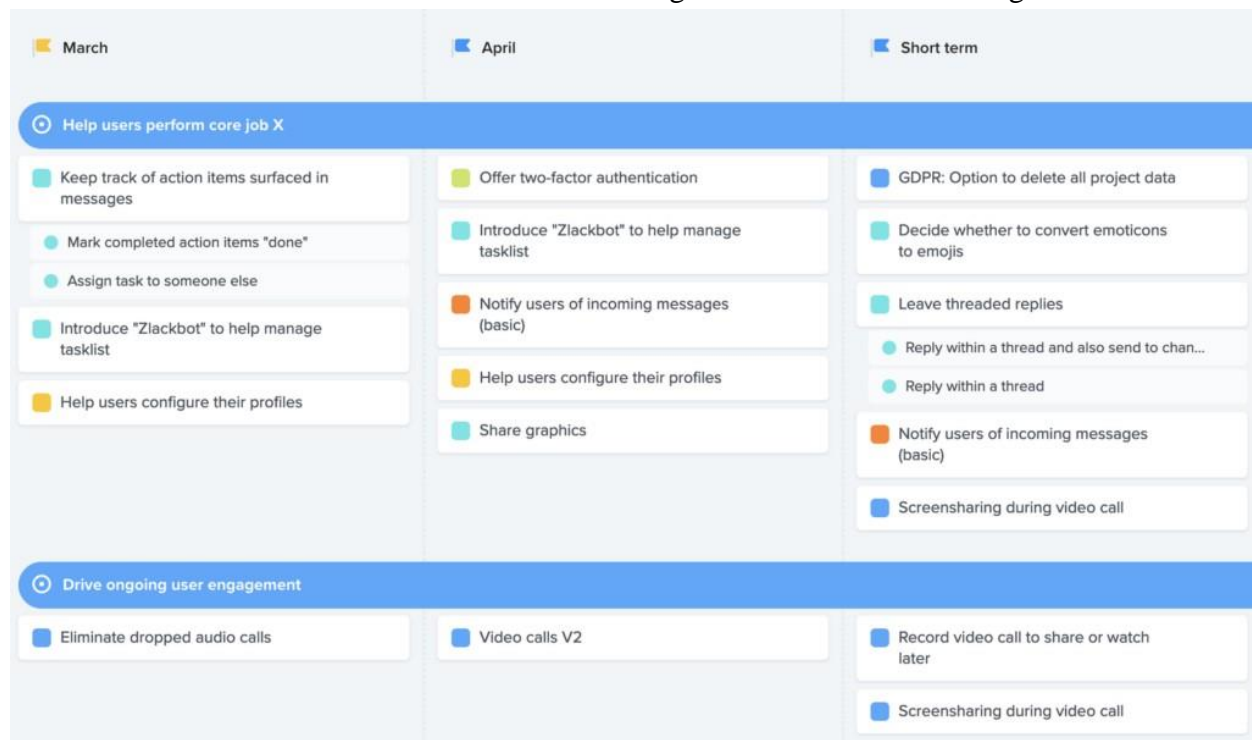 March
April
Short term
Help users perform core job X
Keep track of action items surfaced in
messages
Mark completed action items "done"
Assign task to someone else
Introduce "Zlackbot" to help manage
tasklist
Help users configure their profiles
Offer two-factor authentication
Introduce "Zlackbot" to help manage
tasklist
Notify users of incoming messages
(basic)
Help users configure their profiles
Share graphics
GDPR: Option to delete all project data
Decide whether to convert emoticons
to emojis
Leave threaded replies
Reply within a thread and also send to chan...
Reply within a thread
Notify users of incoming messages
(basic)
Screensharing during video call
Drive ongoing user engagement
Eliminate dropped audio calls
Video calls V2
Record video call to share or watch
later
Screensharing during video call